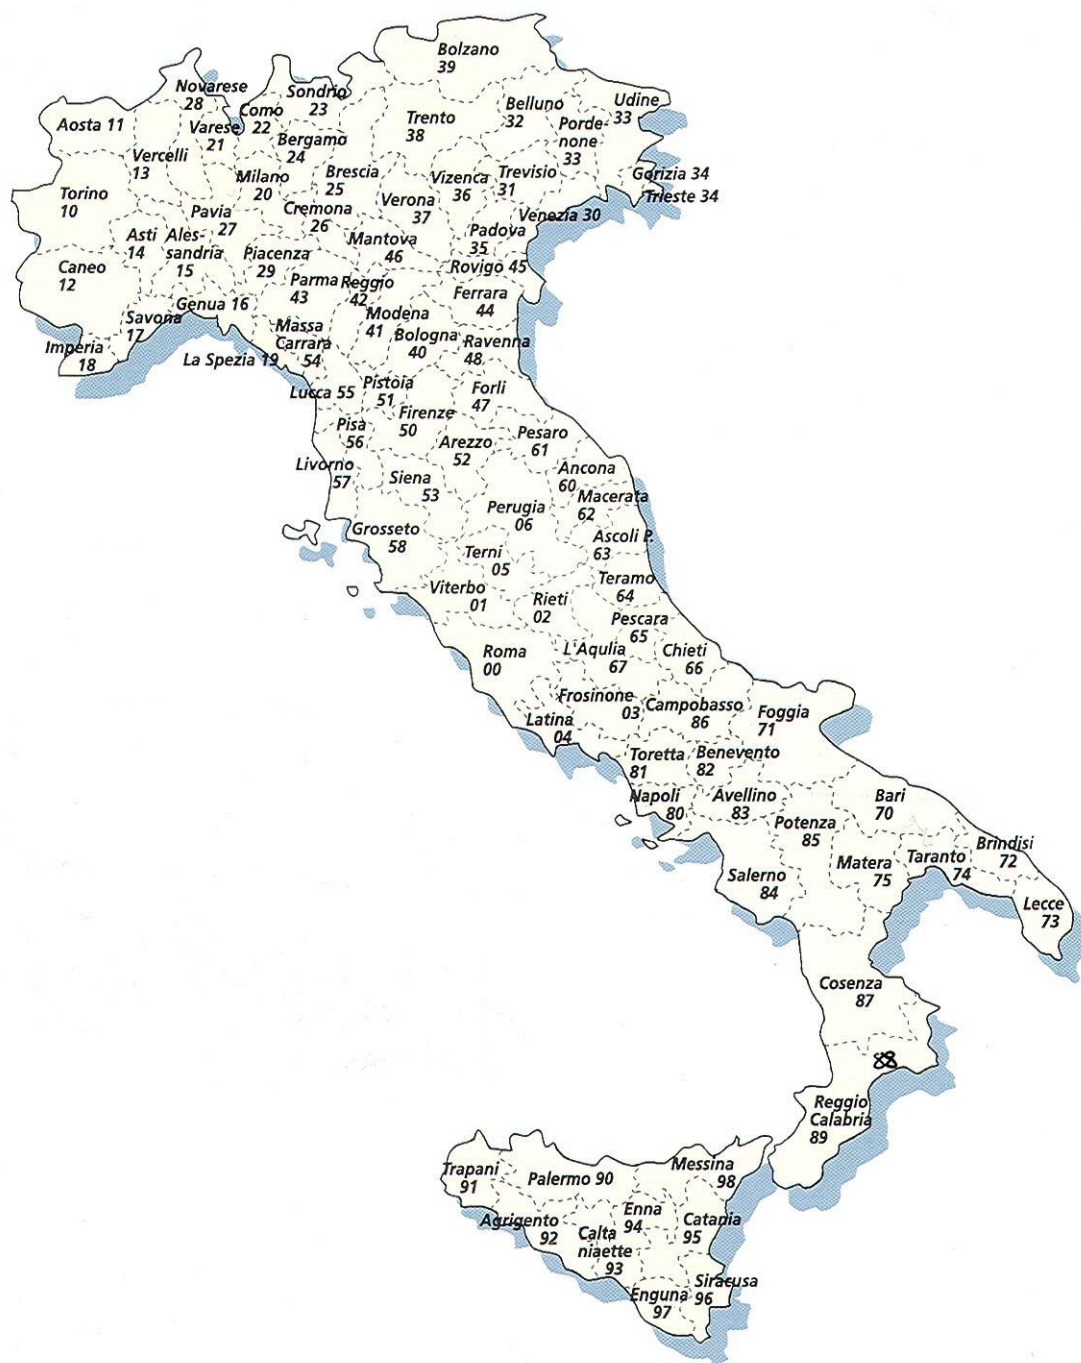 Bolzano
39
Novarese
28
Sondrio
23
Como
22
Belluno
32
Udine
33
Aosta 11
Varese
21
Trento
38
Porde-
none
33
Bergamo
24
Vercelli
13
Milano
20
Brescia
25
Vizenca
36
Trevisio
31
Gorizia 34
Trieste 34
Torino
10
Verona
37
Pavia
27
Cremona
26
Venezia 30
Padova
35
Asti
14
Ales-
sandria
15
Mantova
46
Piacenza
29
Caneo
12
Rovigo 45
Parma
43
Reggio
42
Ferrara
44
Genua 16
Savona
17
Modena
41
Massa
Carrara
54
Bologna
40
Ravenna
48
Imperia
18
La Spezia 19
Lucca 55
Pistoia
51
Forli
47
Firenze
50
Pisa
56
Arezzo
52
Pesaro
61
Livorno
57
Siena
53
Ancona
60
Macerata
62
Perugia
06
Grosseto
58
Ascoli P.
63
Terni
05
Teramo
64
Viterbo
01
Rieti
02
Pescara
65
Roma
00
L'Aqulia
67
Chieti
66
Frosinone
03
Campobasso
86
Foggia
71
Latina
04
Toretta
81
Benevento
82
Napoli
80
Avellino
83
Bari
70
Potenza
85
Brindisi
72
Matera
75
Taranto
74
Salerno
84
Lecce
73
Cosenza
87
88
Reggio
Calabria
89
Trapani
91
Palermo 90
Messina
98
Agrigento
92
Enna
94
Catania
95
Calta
niaette
93
Siracusa
96
Enguna
97